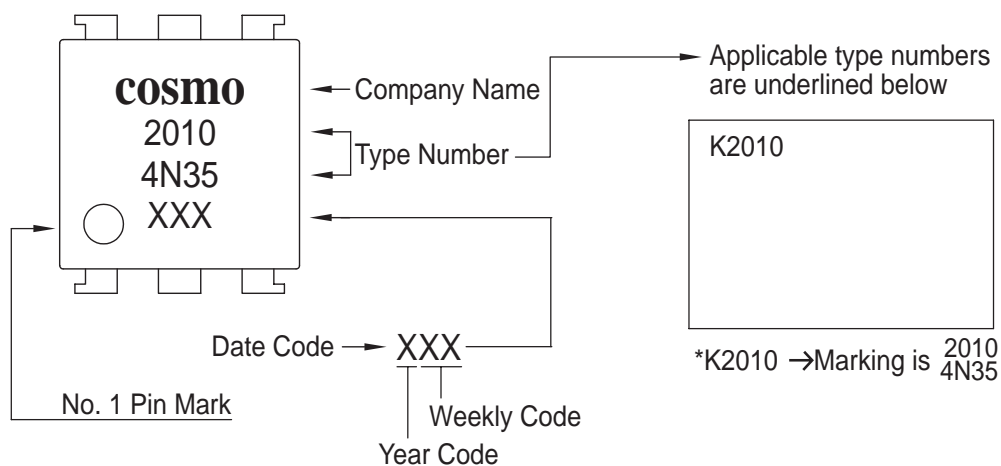 cosmo
2010
4N35
XXX
Company Name
Type Number
Applicable type numbers
are underlined below
K2010
Date Code
XXX
No. 1 Pin Mark
Weekly Code
Year Code
*K2010 →Marking is 2010
4N35